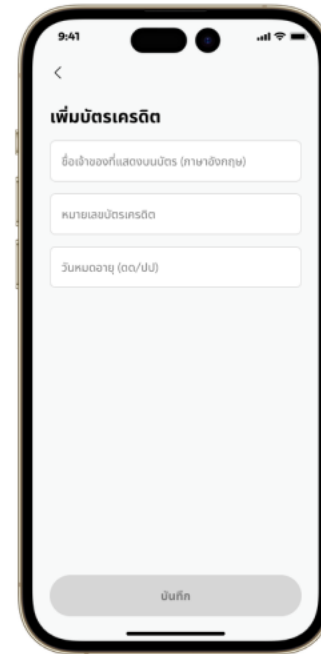 9:41
เพิ่มบัตรเครดิต
ชื่อเจ้าของที่แสดงบนบัตร (ภาษาอังกฤษ)
หมายเลขบัตรเครดิต
วันหมดอายุ (ดด/ปป)
บันทึก